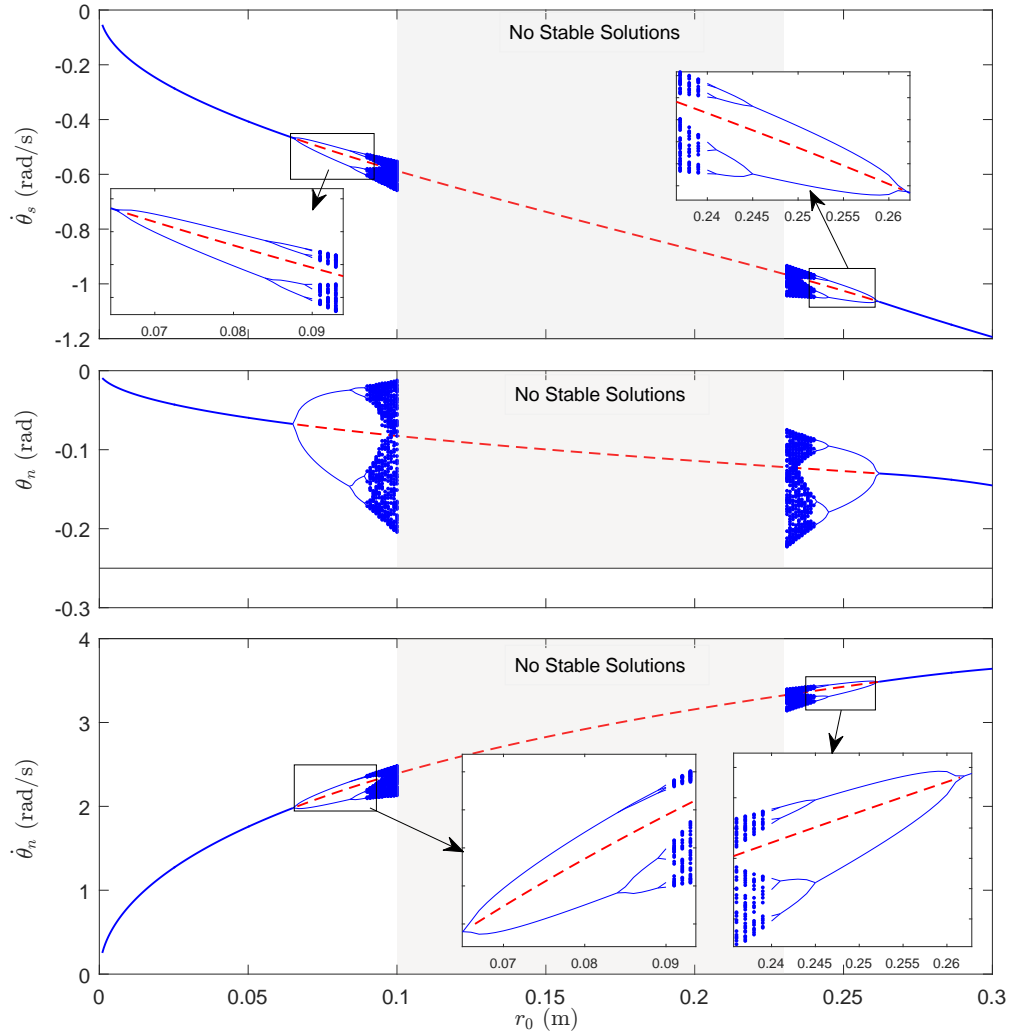 0
No Stable Solutions
-0.2
-0.4
-0.6
-0.8
-1
-1.2
θ̇_s (rad/s)
0.24 0.245 0.25 0.255 0.26
0.07 0.08 0.09
0
No Stable Solutions
-0.1
-0.2
-0.3
θ_n (rad)
4
No Stable Solutions
3
2
1
0
θ̇_n (rad/s)
0.07 0.08 0.09
0.24 0.245 0.25 0.255 0.26
0 0.05 0.1 0.15 0.2 0.25 0.3
r_0 (m)